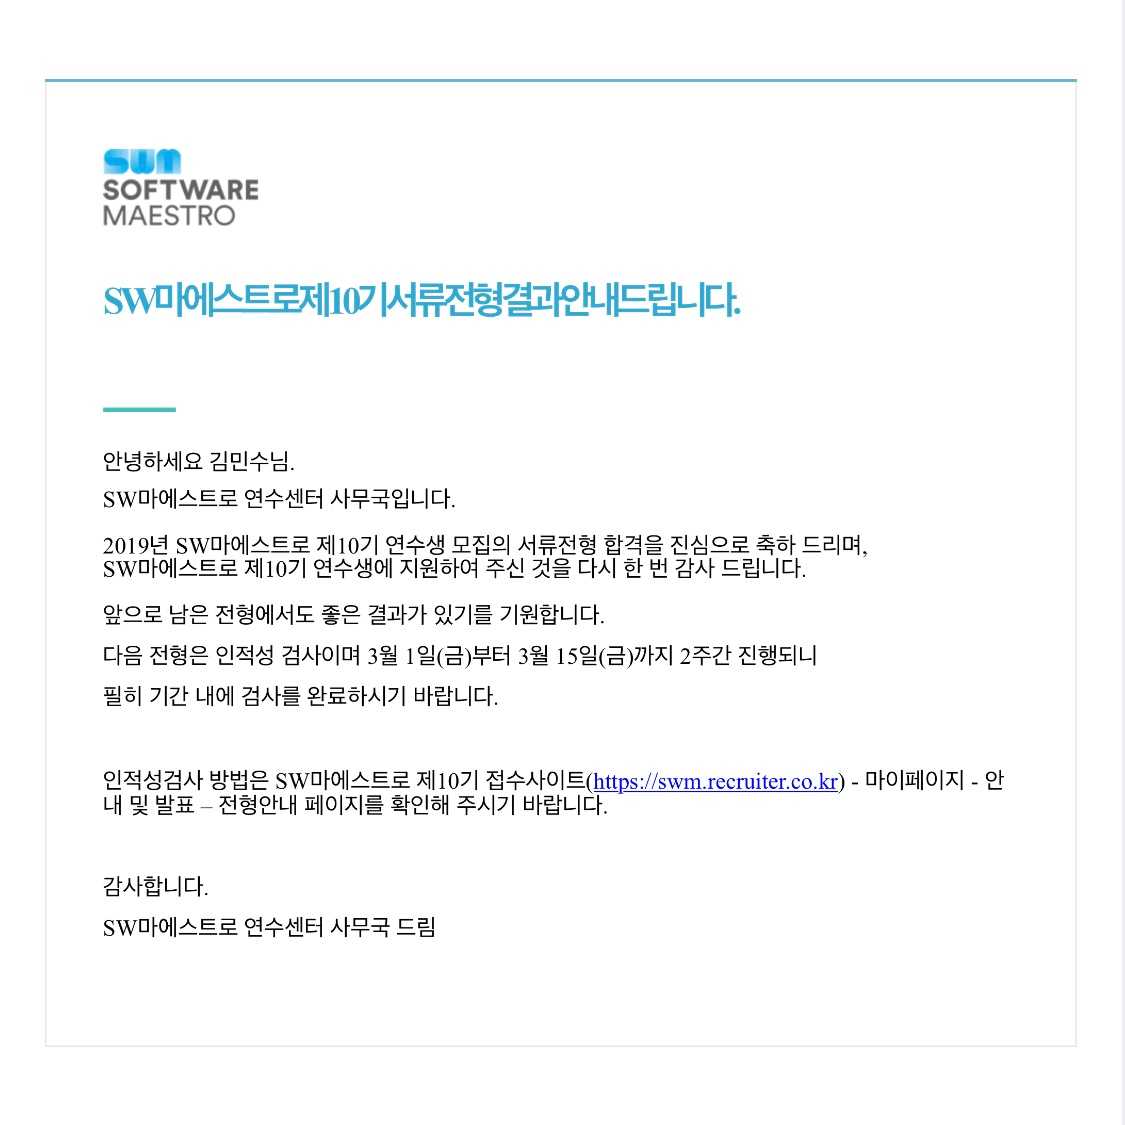 swm
SOFTWARE
MAESTRO
SW마에스트로제10기서류전형결과안내드립니다.
안녕하세요 김민수님.
SW마에스트로 연수센터 사무국입니다.
2019년 SW마에스트로 제10기 연수생 모집의 서류전형 합격을 진심으로 축하 드리며,
SW마에스트로 제10기 연수생에 지원하여 주신 것을 다시 한 번 감사 드립니다.
앞으로 남은 전형에서도 좋은 결과가 있기를 기원합니다.
다음 전형은 인적성 검사이며 3월 1일(금)부터 3월 15일(금)까지 2주간 진행되니
필히 기간 내에 검사를 완료하시기 바랍니다.
인적성검사 방법은 SW마에스트로 제10기 접수사이트(https://swm.recruiter.co.kr) - 마이페이지 - 안
내 및 발표 – 전형안내 페이지를 확인해 주시기 바랍니다.
감사합니다.
SW마에스트로 연수센터 사무국 드림